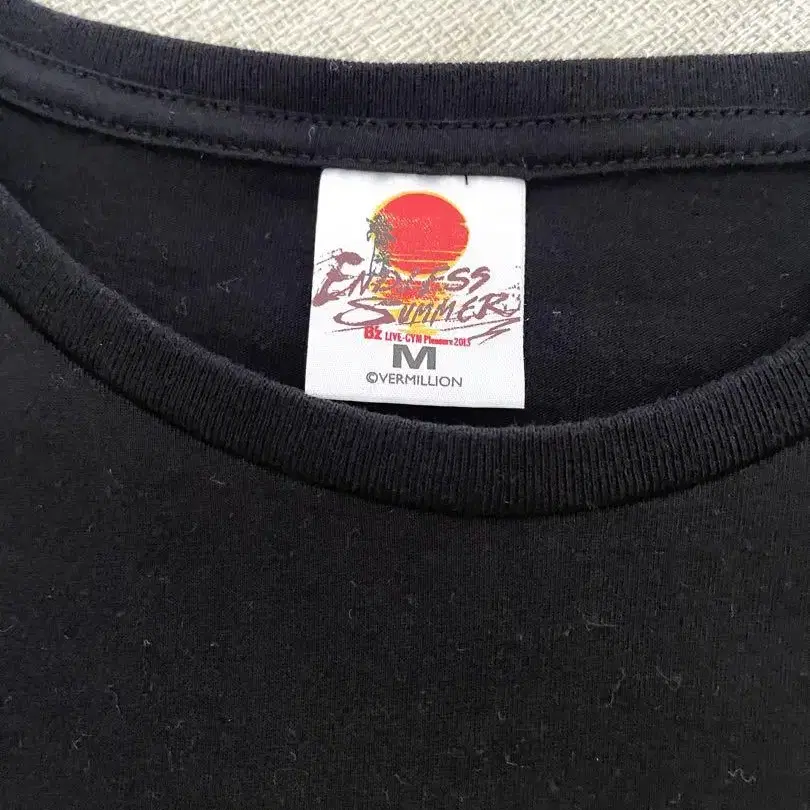 ENDLESS
SUMMER
B'z LIVE-GYM Pleasure 2013
M
©VERMILLION